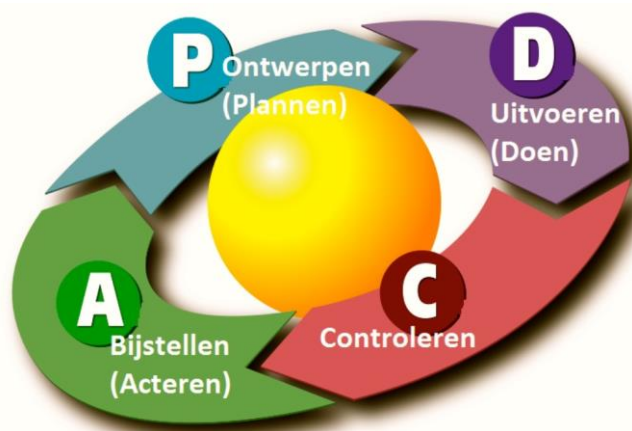 P
Ontwerpen
(Plannen)
D
Uitvoeren
(Doen)
C
Controleren
A
Bijstellen
(Acteren)